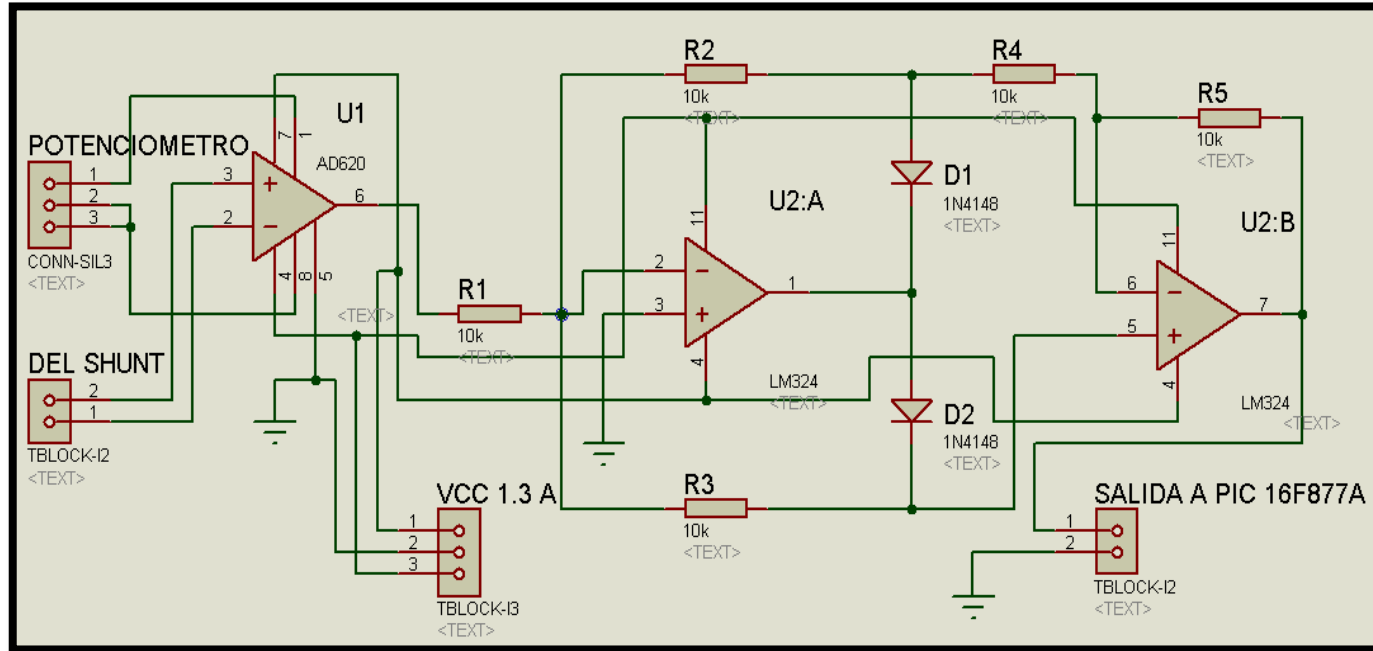 R2
10k
<TEXT>
R4
10k
<TEXT>
R5
10k
<TEXT>
U1
AD620
7
1
3
2
6
4
8
5
<TEXT>
POTENCIOMETRO
1
2
3
CONN-SIL3
<TEXT>
DEL SHUNT
2
1
TBLOCK-I2
<TEXT>
R1
10k
<TEXT>
U2:A
11
2
3
1
4
LM324
<TEXT>
D1
1N4148
<TEXT>
D2
1N4148
<TEXT>
U2:B
11
6
5
7
4
LM324
<TEXT>
R3
10k
<TEXT>
VCC 1.3 A
1
2
3
TBLOCK-I3
<TEXT>
SALIDA A PIC 16F877A
1
2
TBLOCK-I2
<TEXT>